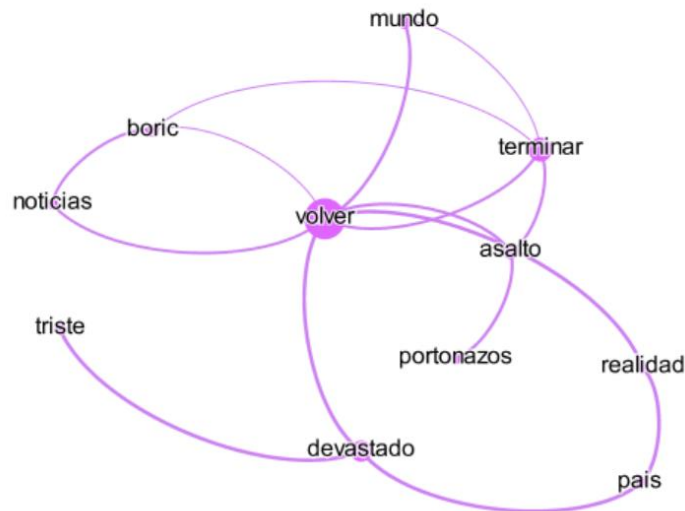 mundo
boric
terminar
noticias
volver
asalto
triste
portonazos
realidad
devastado
pais